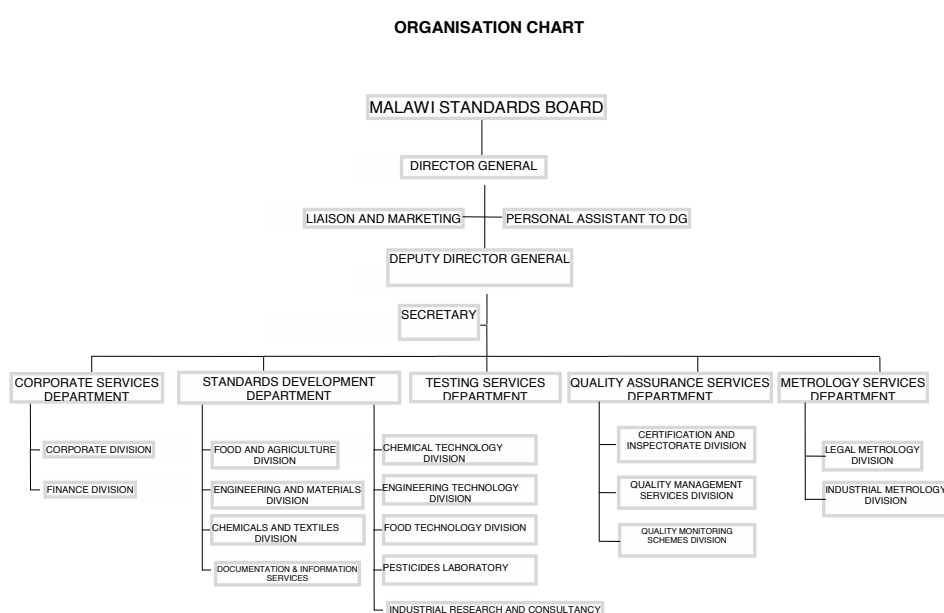 ORGANISATION CHART
MALAWI STANDARDS BOARD
DIRECTOR GENERAL
LIAISON AND MARKETING
PERSONAL ASSISTANT TO DG
DEPUTY DIRECTOR GENERAL
SECRETARY
CORPORATE SERVICES
DEPARTMENT
STANDARDS DEVELOPMENT
DEPARTMENT
TESTING SERVICES
DEPARTMENT
QUALITY ASSURANCE SERVICES
DEPARTMENT
METROLOGY SERVICES
DEPARTMENT
CORPORATE DIVISION
FINANCE DIVISION
FOOD AND AGRICULTURE
DIVISION
ENGINEERING AND MATERIALS
DIVISION
CHEMICALS AND TEXTILES
DIVISION
DOCUMENTATION & INFORMATION
SERVICES
CHEMICAL TECHNOLOGY
DIVISION
ENGINEERING TECHNOLOGY
DIVISION
FOOD TECHNOLOGY DIVISION
PESTICIDES LABORATORY
INDUSTRIAL RESEARCH AND CONSULTANCY
CERTIFICATION AND
INSPECTORATE DIVISION
QUALITY MANAGEMENT
SERVICES DIVISION
QUALITY MONITORING
SCHEMES DIVISION
LEGAL METROLOGY
DIVISION
INDUSTRIAL METROLOGY
DIVISION